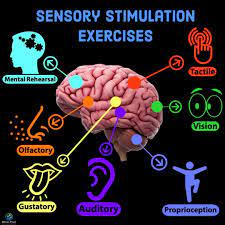 SENSORY STIMULATION
EXERCISES
Mental Rehearsal
Tactile
Vision
Olfactory
Gustatory
Auditory
Proprioception